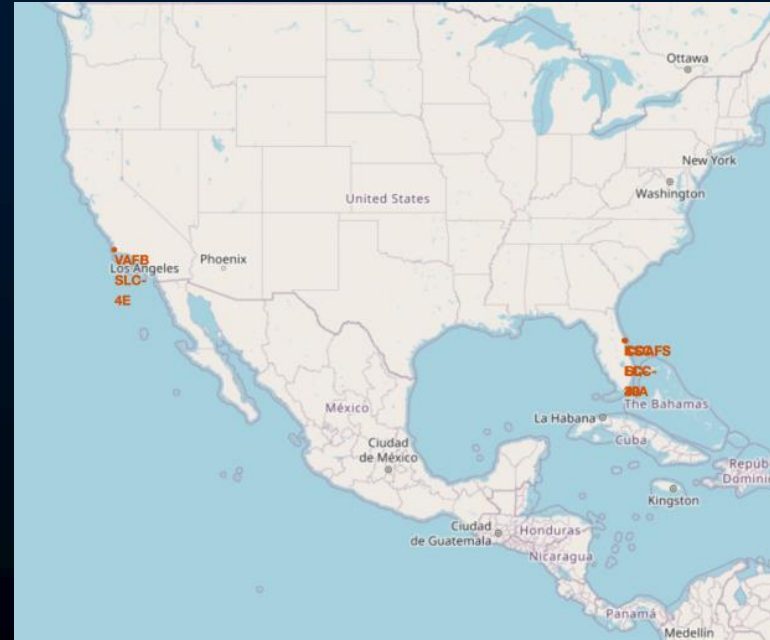 Ottawa
New York
Washington
United States
Phoenix
VAFB
Los Angeles
SLC-
4E
The Bahamas
México
La Habana
Cuba
Ciudad
de México
Kingston
Ciudad
de Guatemala
Honduras
Nicaragua
Panamá
Medellín